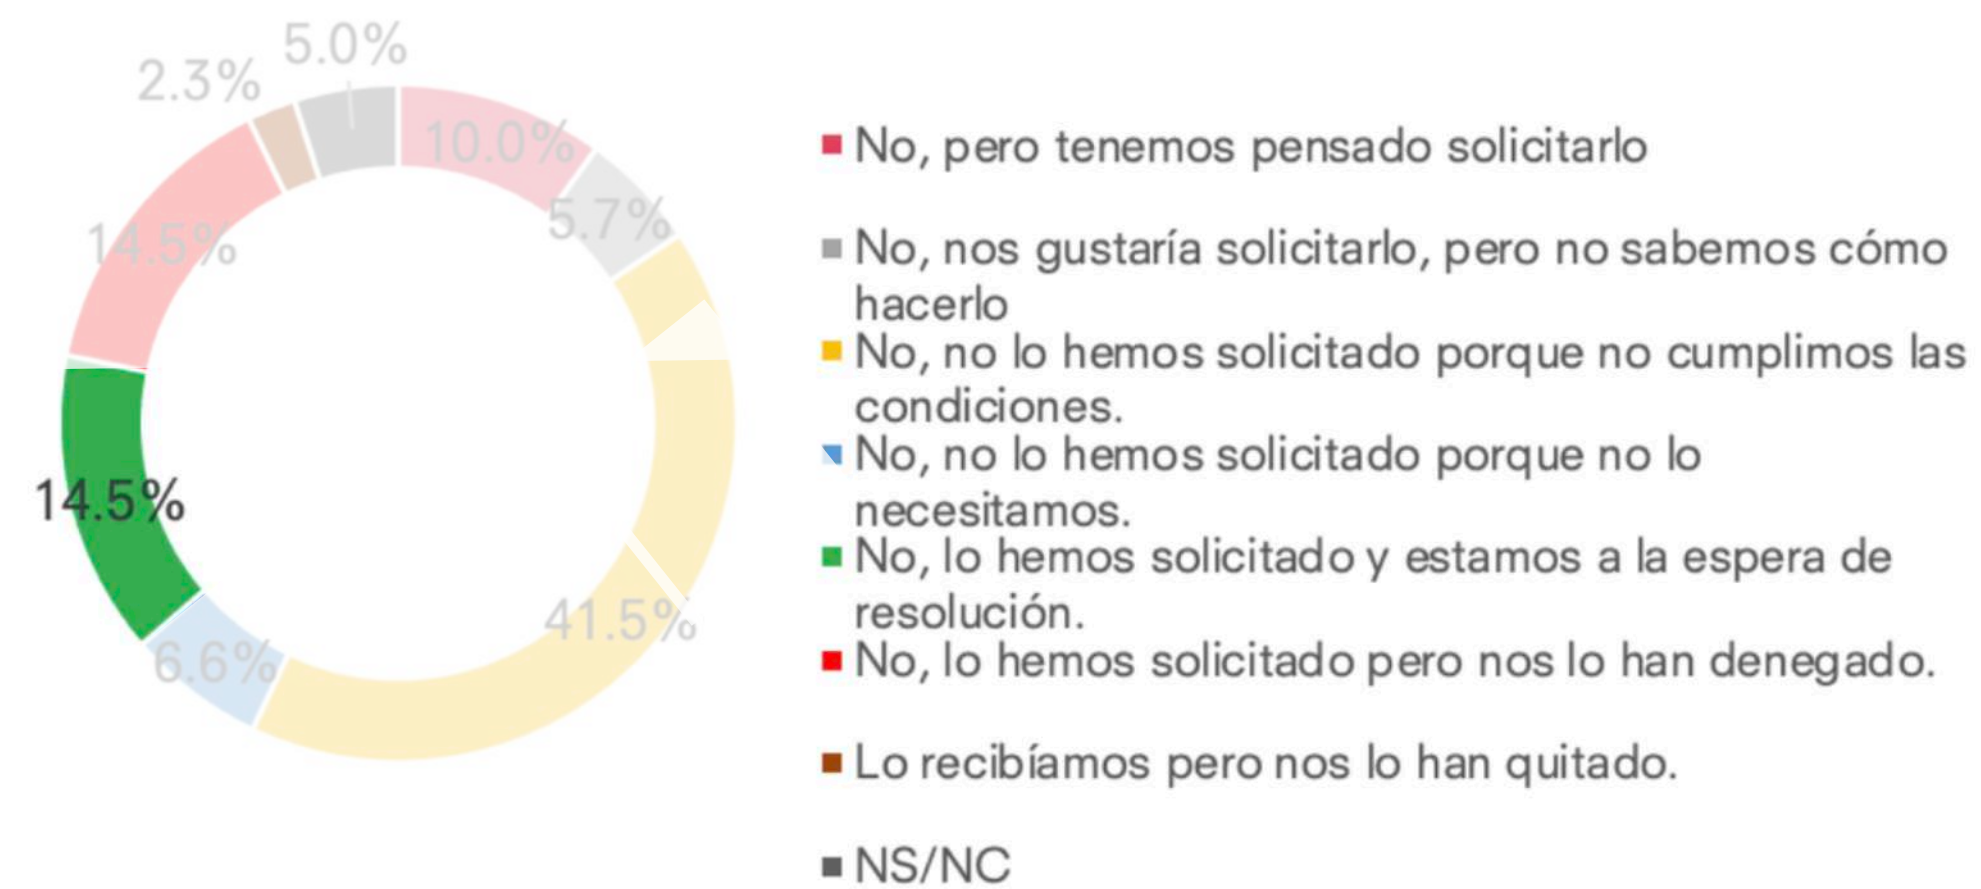 5.0%
2.3%
10.0%
5.7%
14.5%
14.5%
41.5%
6.6%
No, pero tenemos pensado solicitarlo
No, nos gustaría solicitarlo, pero no sabemos cómo
hacerlo
No, no lo hemos solicitado porque no cumplimos las
condiciones.
No, no lo hemos solicitado porque no lo
necesitamos.
No, lo hemos solicitado y estamos a la espera de
resolución.
No, lo hemos solicitado pero nos lo han denegado.
Lo recibíamos pero nos lo han quitado.
NS/NC